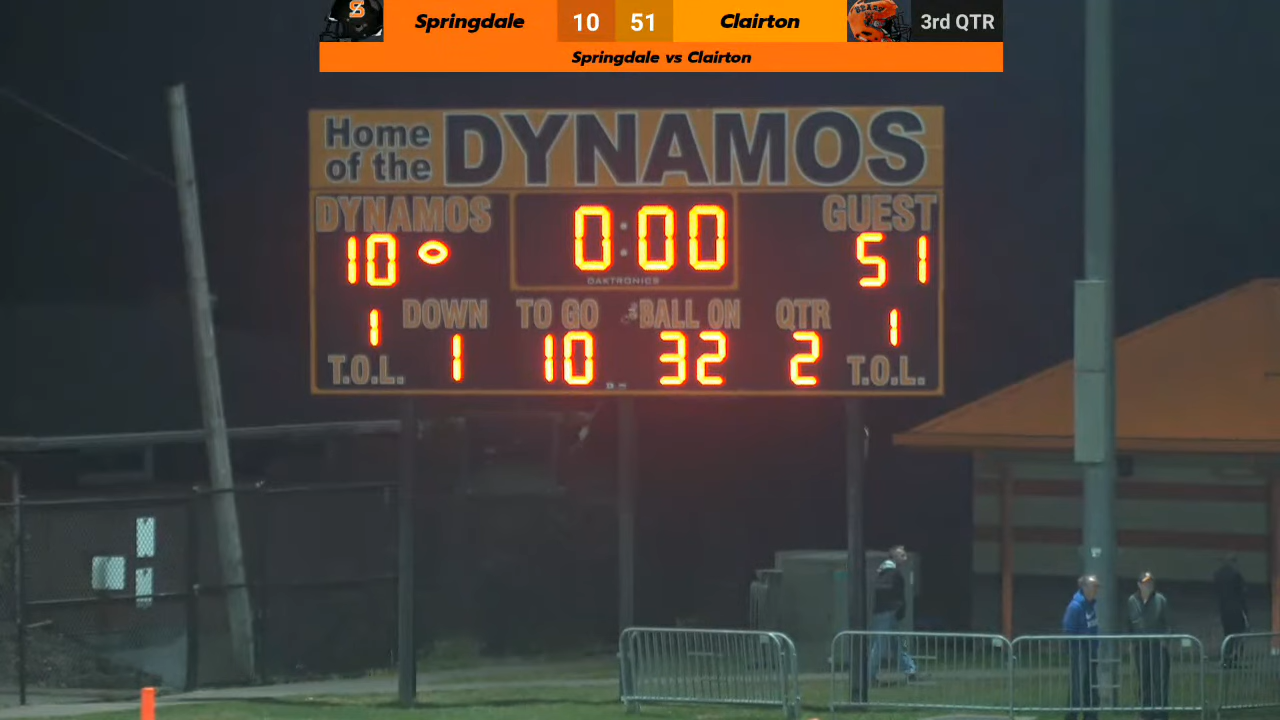 S Springdale 10 51 Clairton 3rd QTR
Springdale vs Clairton
Home of the DYNAMOS
DYNAMOS 0:00 GUEST
10 51
DAKTRONICS
1 DOWN TO GO BALL ON QTR 1
T.O.L. 1 10 32 2 T.O.L.